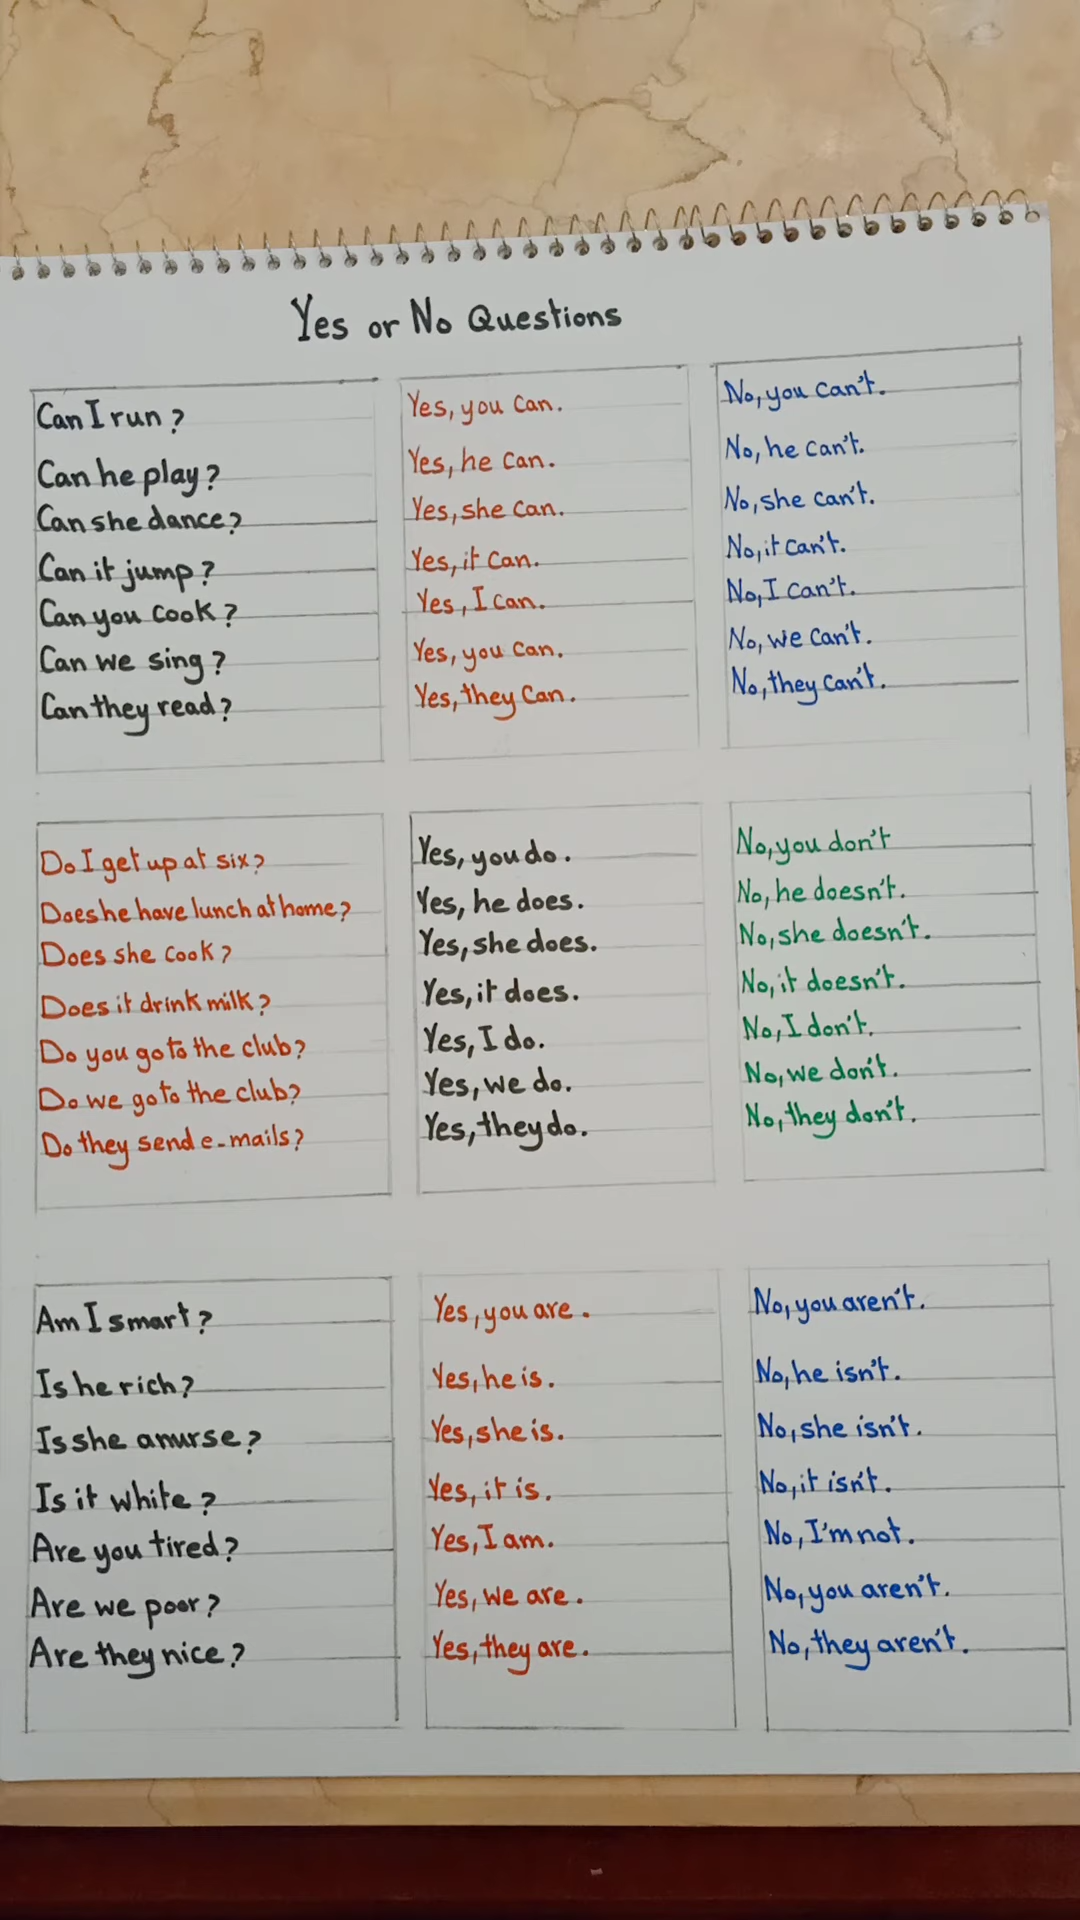 Yes or No Questions
Can I run? Yes, you can. No, you can't.
Can he play? Yes, he can. No, he can't.
Can she dance? Yes, she can. No, she can't.
Can it jump? Yes, it can. No, it can't.
Can you cook? Yes, I can. No, I can't.
Can we sing? Yes, you can. No, we can't.
Can they read? Yes, they can. No, they can't.
Do I get up at six? Yes, you do. No, you don't
Does he have lunch at home? Yes, he does. No, he doesn't.
Does she cook? Yes, she does. No, she doesn't.
Does it drink milk? Yes, it does. No, it doesn't.
Do you go to the club? Yes, I do. No, I don't.
Do we go to the club? Yes, we do. No, we don't.
Do they send e-mails? Yes, they do. No, they don't.
Am I smart? Yes, you are. No, you aren't.
Is he rich? Yes, he is. No, he isn't.
Is she a nurse? Yes, she is. No, she isn't.
Is it white? Yes, it is. No, it isn't.
Are you tired? Yes, I am. No, I'm not.
Are we poor? Yes, we are. No, you aren't.
Are they nice? Yes, they are. No, they aren't.